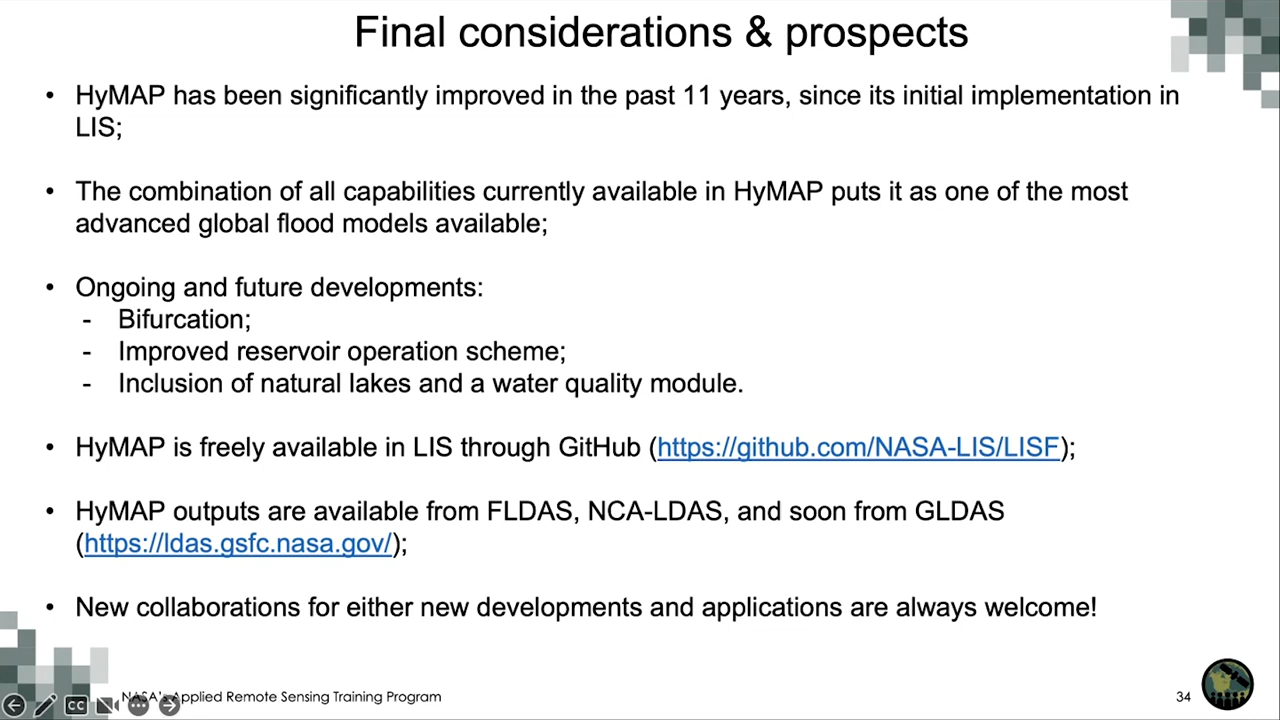 Final considerations & prospects
• HyMAP has been significantly improved in the past 11 years, since its initial implementation in
LIS;
• The combination of all capabilities currently available in HyMAP puts it as one of the most
advanced global flood models available;
• Ongoing and future developments:
- Bifurcation;
- Improved reservoir operation scheme;
- Inclusion of natural lakes and a water quality module.
• HyMAP is freely available in LIS through GitHub (https://github.com/NASA-LIS/LISF);
• HyMAP outputs are available from FLDAS, NCA-LDAS, and soon from GLDAS
(https://ldas.gsfc.nasa.gov/);
• New collaborations for either new developments and applications are always welcome!
CC
NASA's Applied Remote Sensing Training Program
34